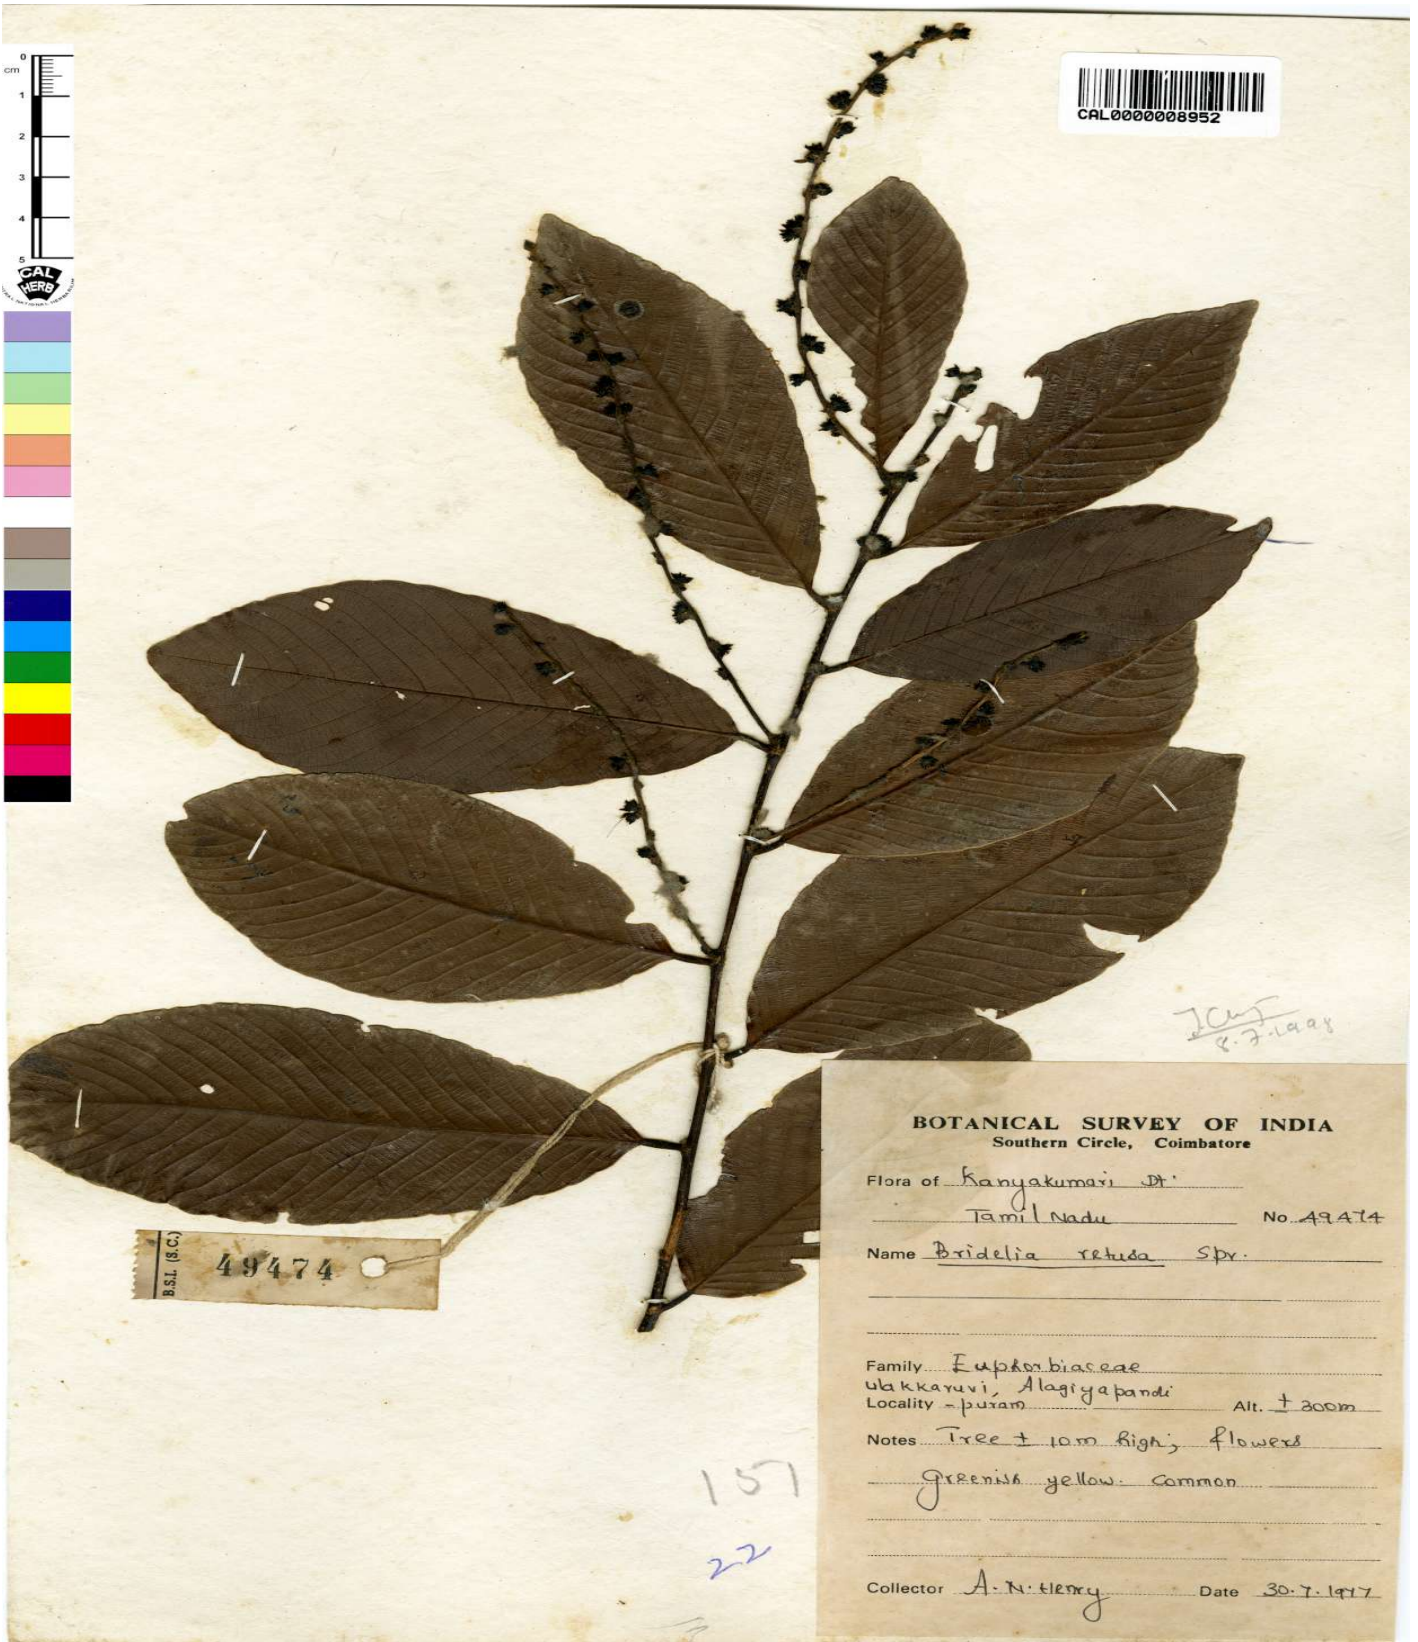 0
cm
1
2
3
4
5
CAL
HERB
CAL0000008952
8.7.1998
BOTANICAL SURVEY OF INDIA
Southern Circle, Coimbatore
Flora of Kanyakumari Dt.
Tamil Nadu No. 49474
Name Bridelia retusa Spr.
Family Euphorbiaceae
Ulakkaruvi, Alagiyapandi
Locality -puram Alt. ± 300m
Notes Tree ± 10m high; flowers
Greenish yellow. Common
Collector A.N. Henry Date 30.7.1977
B.S.I. (S.C.)
49474
151
22